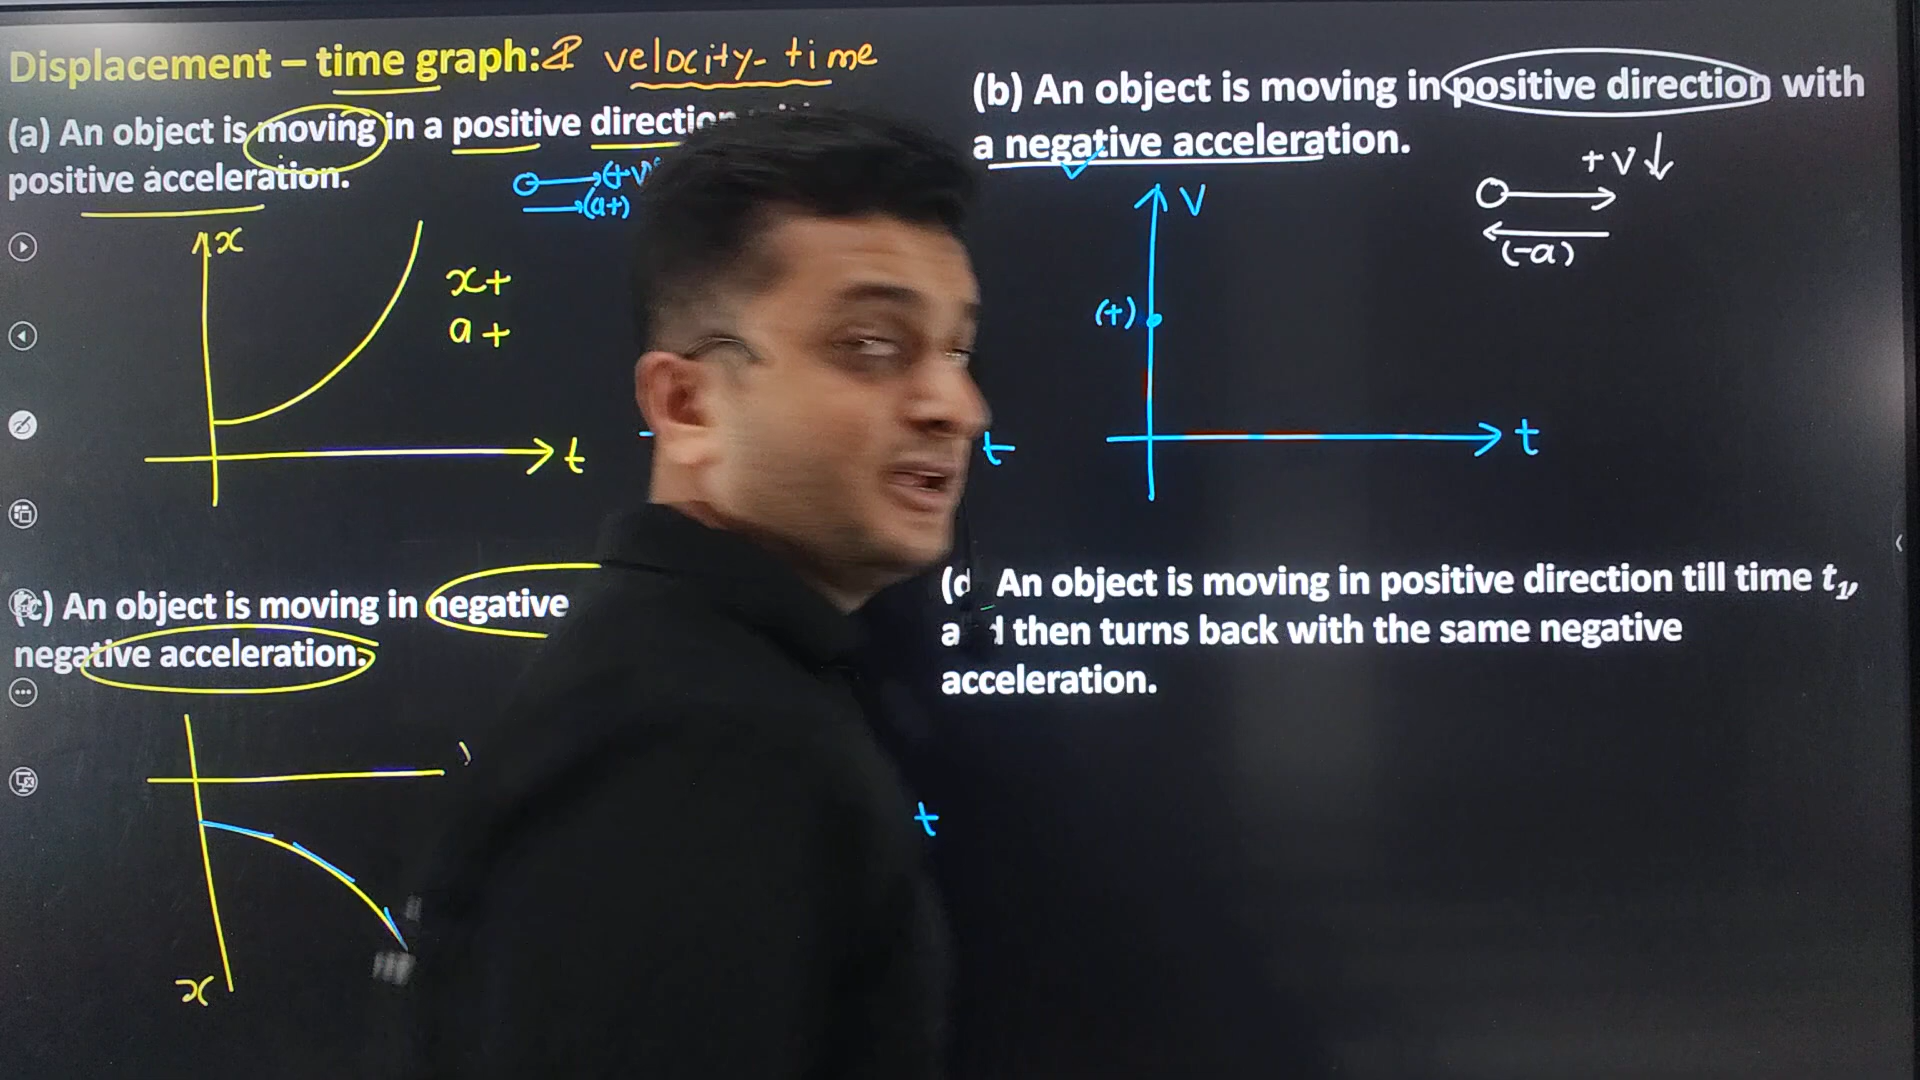 Displacement – time graph: & velocity-time
(a) An object is moving in a positive direction
positive acceleration.
(+v)
(a+)
x
x+
a+
t
t
(b) An object is moving in positive direction with
a negative acceleration.
+v↓
(-a)
v
(+)
t
(c) An object is moving in negative
negative acceleration.
x
t
(d An object is moving in positive direction till time t₁,
then turns back with the same negative
acceleration.